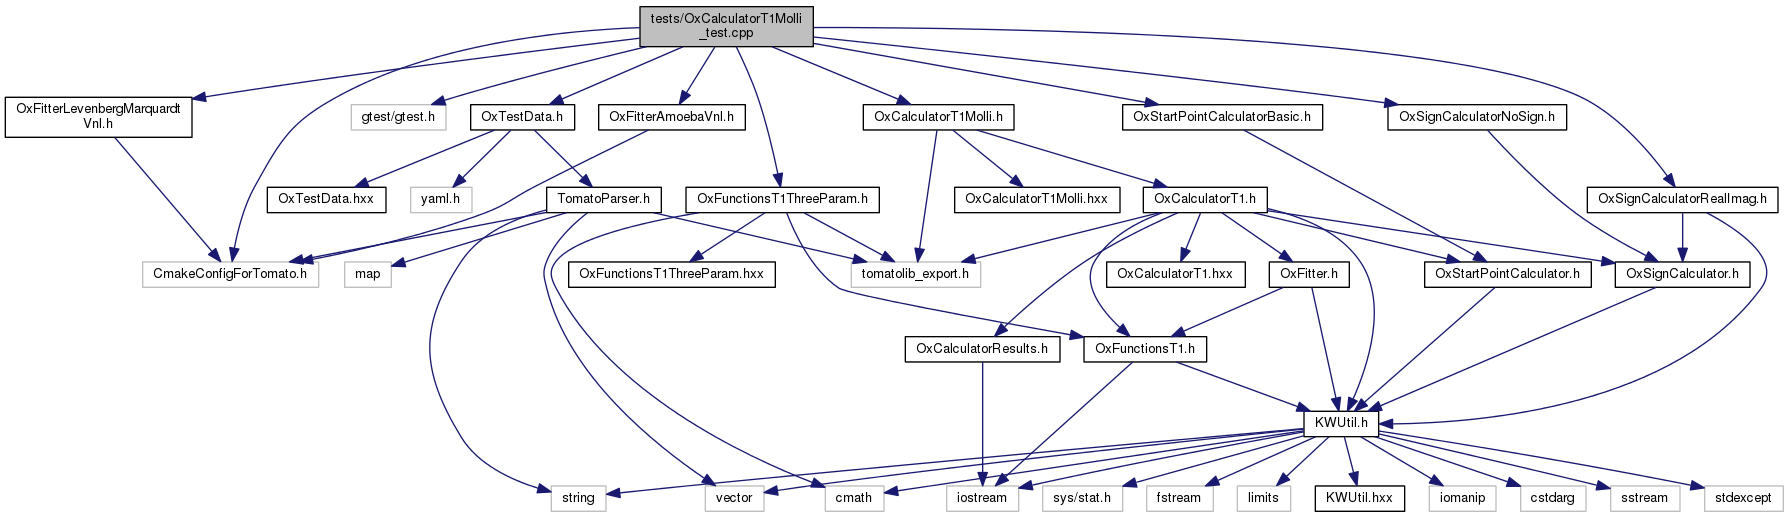 tests/OxCalculatorT1Molli
_test.cpp
OxFitterLevenbergMarquardt
Vnl.h
gtest/gtest.h
OxTestData.h
OxFitterAmoebaVnl.h
OxCalculatorT1Molli.h
OxStartPointCalculatorBasic.h
OxSignCalculatorNoSign.h
OxTestData.hxx
yaml.h
TomatoParser.h
OxFunctionsT1ThreeParam.h
OxCalculatorT1Molli.hxx
OxCalculatorT1.h
OxSignCalculatorRealImag.h
CmakeConfigForTomato.h
map
OxFunctionsT1ThreeParam.hxx
tomatolib_export.h
OxCalculatorT1.hxx
OxFitter.h
OxStartPointCalculator.h
OxSignCalculator.h
OxCalculatorResults.h
OxFunctionsT1.h
KWUtil.h
string
vector
cmath
iostream
sys/stat.h
fstream
limits
KWUtil.hxx
iomanip
cstdarg
sstream
stdexcept